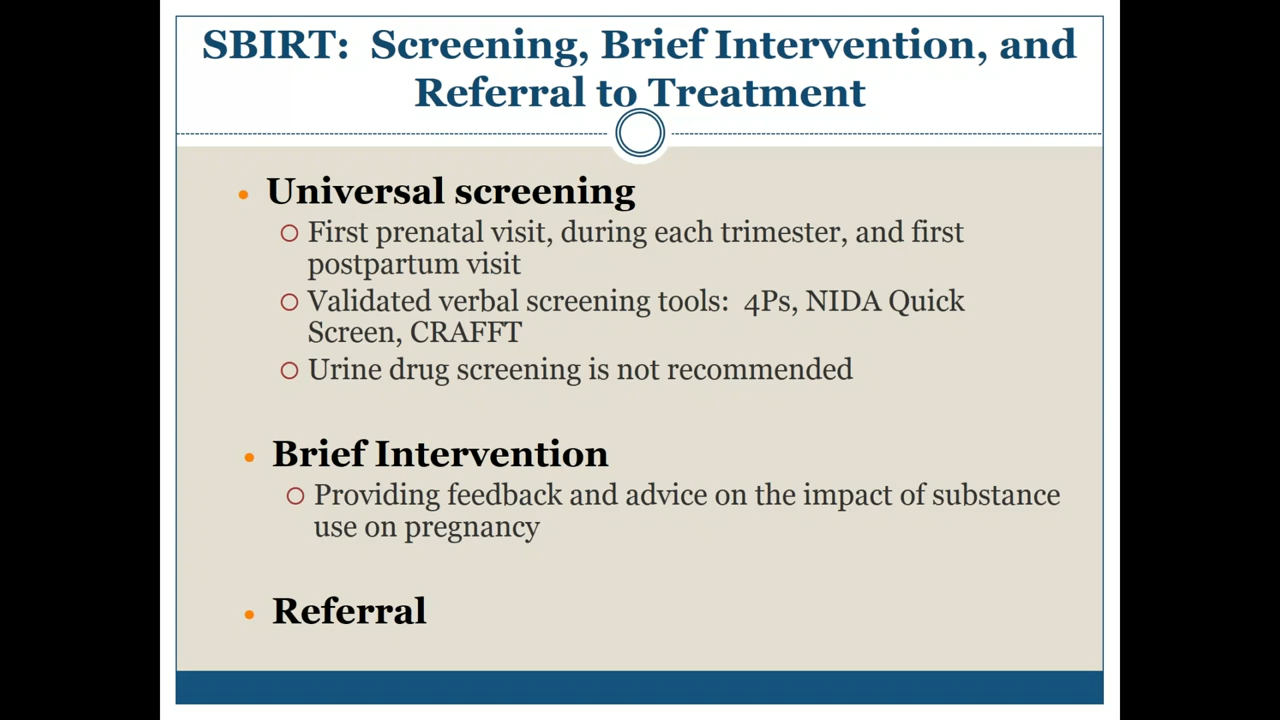 SBIRT:  Screening, Brief Intervention, and
Referral to Treatment
• Universal screening
○ First prenatal visit, during each trimester, and first
postpartum visit
○ Validated verbal screening tools:  4Ps, NIDA Quick
Screen, CRAFFT
○ Urine drug screening is not recommended
• Brief Intervention
○ Providing feedback and advice on the impact of substance
use on pregnancy
• Referral